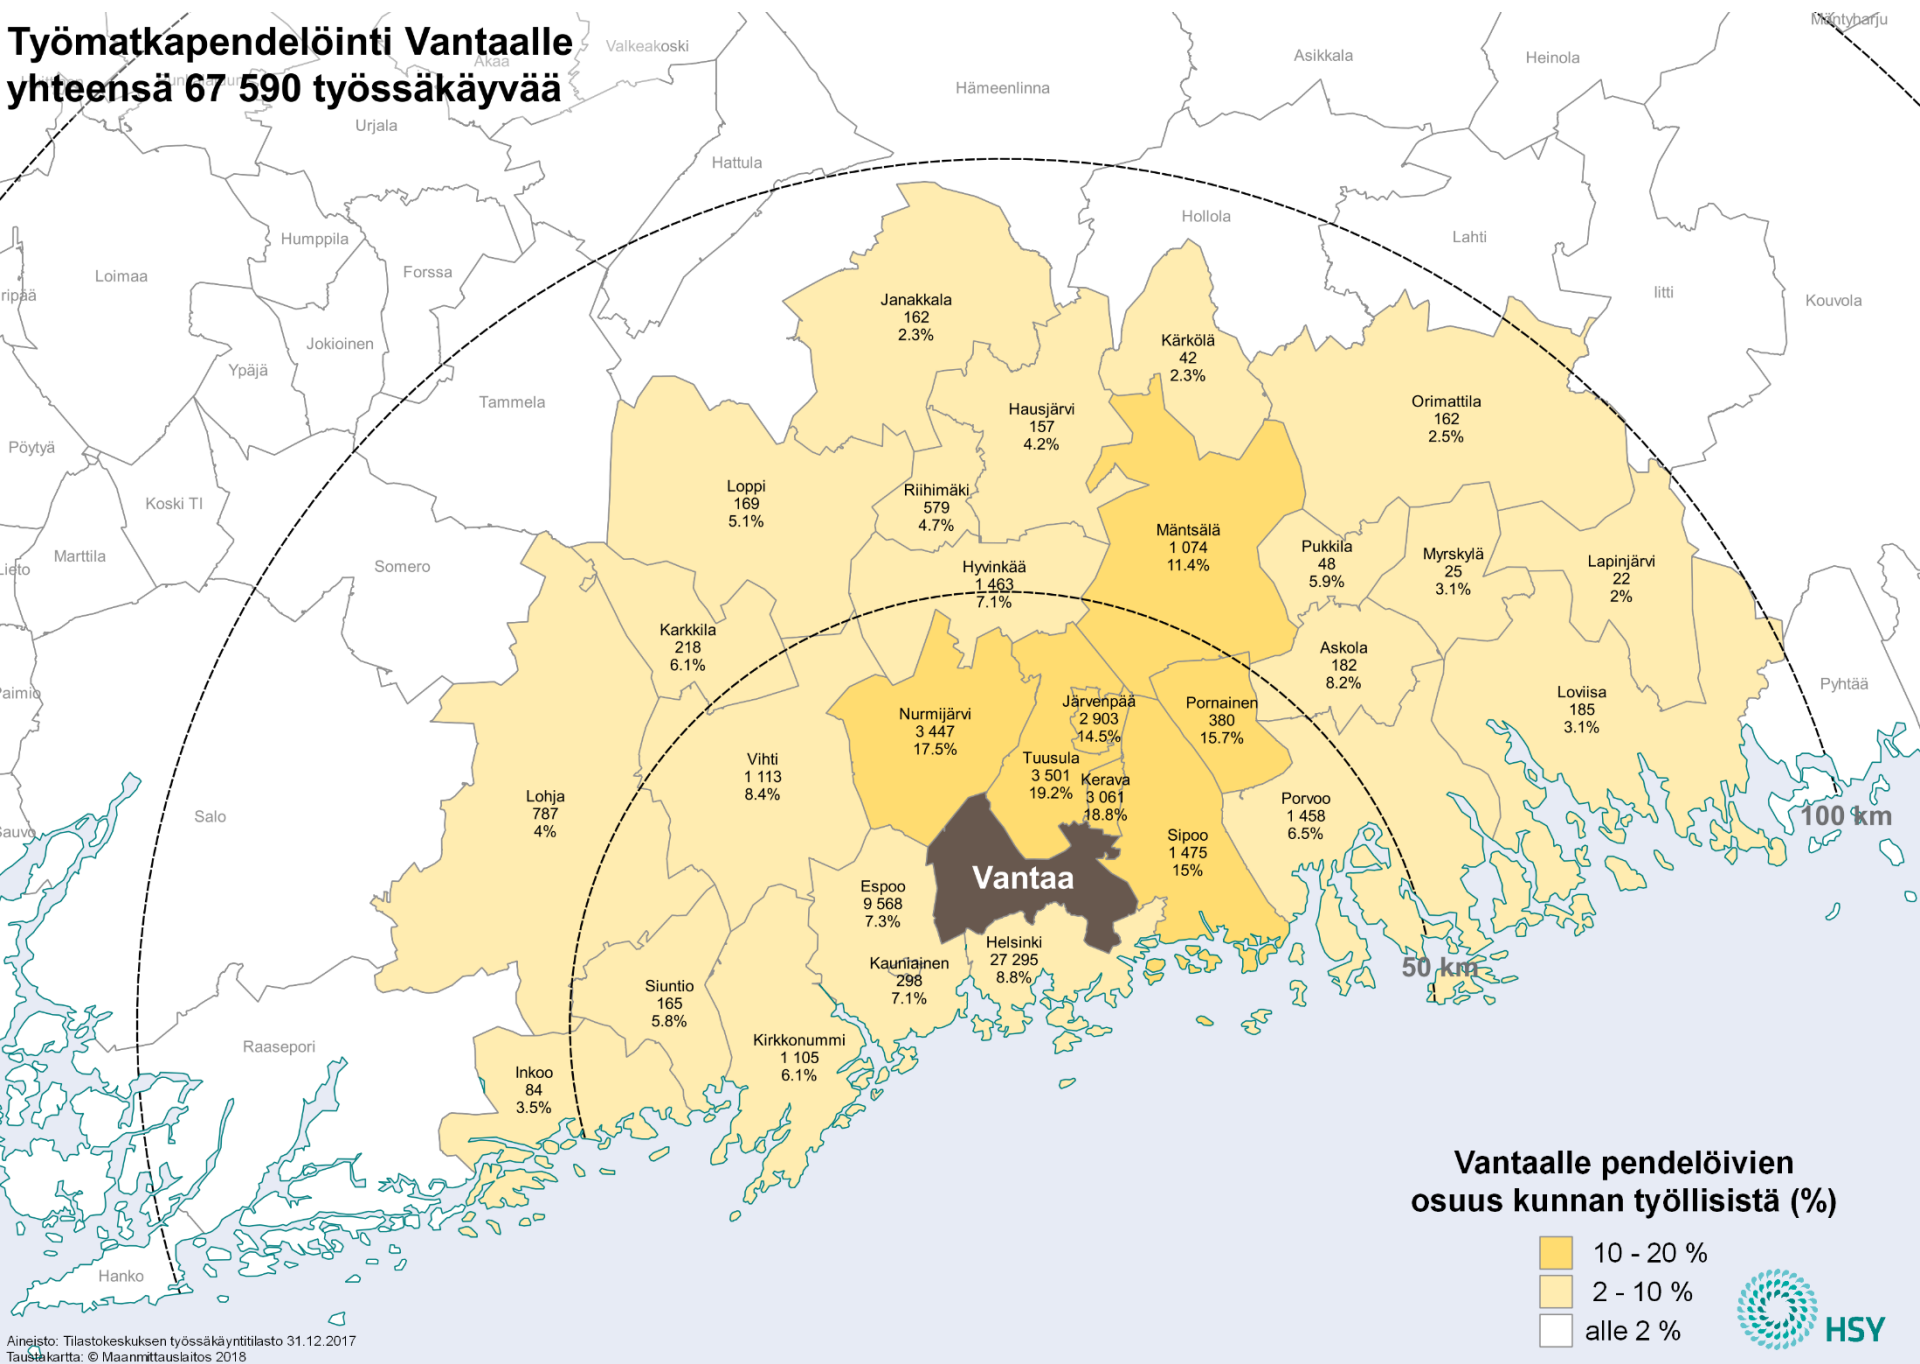 Työmatkapendelöinti Vantaalle
yhteensä 67 590 työssäkäyvää
Mäntyharju
Valkeakoski
Akaa
Asikkala
Heinola
Hämeenlinna
Urjala
Hattula
Hollola
Lahti
Humppila
Forssa
Loimaa
Iitti
Kouvola
Janakkala
162
2.3%
Kärkölä
42
2.3%
Jokioinen
Ypäjä
Tammela
Hausjärvi
157
4.2%
Orimattila
162
2.5%
Pöytyä
Koski Tl
Loppi
169
5.1%
Riihimäki
579
4.7%
Mäntsälä
1 074
11.4%
Pukkila
48
5.9%
Myrskylä
25
3.1%
Lapinjärvi
22
2%
Marttila
Lieto
Somero
Hyvinkää
1 463
7.1%
Karkkila
218
6.1%
Askola
182
8.2%
Loviisa
185
3.1%
Pyhtää
Paimio
Nurmijärvi
3 447
17.5%
Järvenpää
2 903
14.5%
Pornainen
380
15.7%
Vihti
1 113
8.4%
Tuusula
3 501
19.2%
Kerava
3 061
18.8%
Lohja
787
4%
Porvoo
1 458
6.5%
100 km
Salo
Sauvo
Sipoo
1 475
15%
Vantaa
Espoo
9 568
7.3%
Helsinki
27 295
8.8%
Kauniainen
298
7.1%
50 km
Siuntio
165
5.8%
Kirkkonummi
1 105
6.1%
Raasepori
Inkoo
84
3.5%
Hanko
Vantaalle pendelöivien
osuus kunnan työllisistä (%)
10 - 20 %
2 - 10 %
alle 2 %
HSY
Aineisto: Tilastokeskuksen työssäkäyntitilasto 31.12.2017
Taustakartta: © Maanmittauslaitos 2018